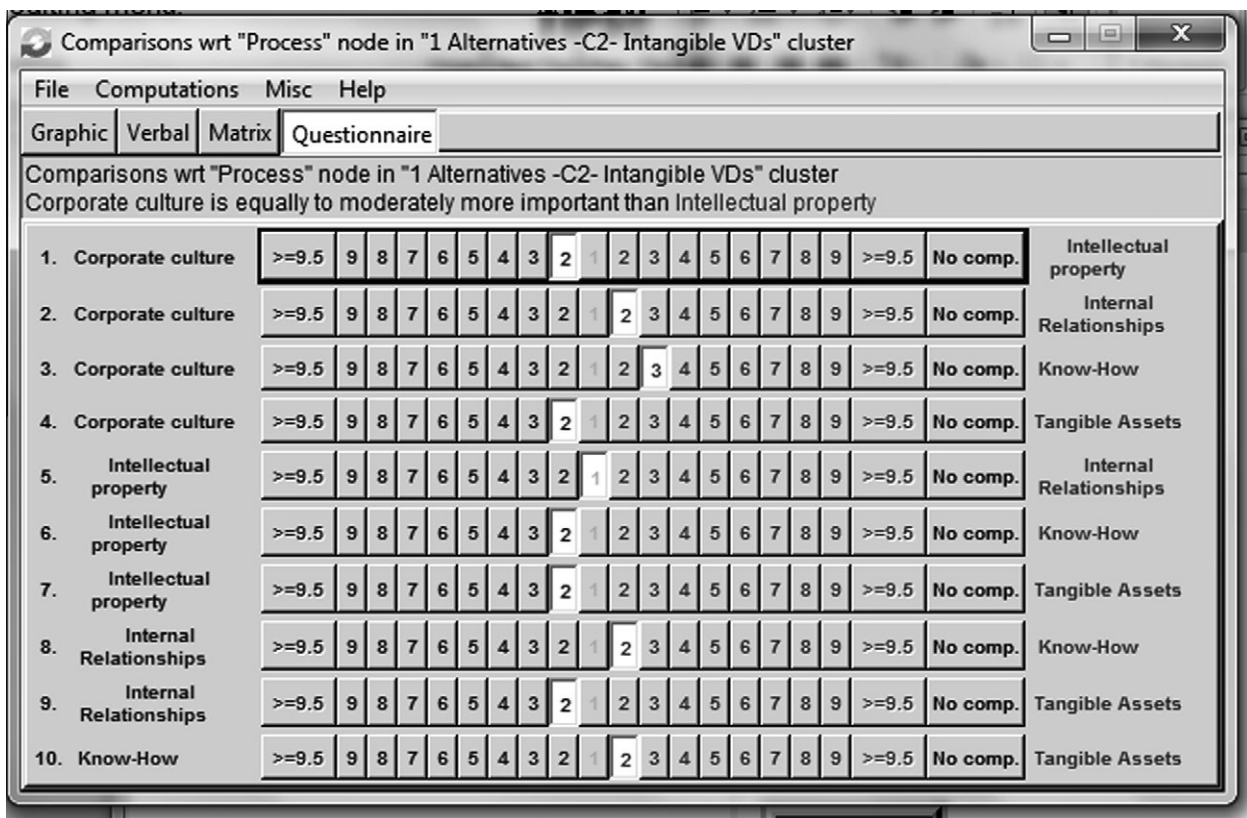 Comparisons wrt "Process" node in "1 Alternatives -C2- Intangible VDs" cluster
X
File Computations Misc Help
Graphic Verbal Matrix Questionnaire
Comparisons wrt "Process" node in "1 Alternatives -C2- Intangible VDs" cluster
Corporate culture is equally to moderately more important than Intellectual property
1. Corporate culture >=9.5 9 8 7 6 5 4 3 2 1 2 3 4 5 6 7 8 9 >=9.5 No comp. Intellectual
property
2. Corporate culture >=9.5 9 8 7 6 5 4 3 2 1 2 3 4 5 6 7 8 9 >=9.5 No comp. Internal
Relationships
3. Corporate culture >=9.5 9 8 7 6 5 4 3 2 1 2 3 4 5 6 7 8 9 >=9.5 No comp. Know-How
4. Corporate culture >=9.5 9 8 7 6 5 4 3 2 1 2 3 4 5 6 7 8 9 >=9.5 No comp. Tangible Assets
5. Intellectual
property >=9.5 9 8 7 6 5 4 3 2 1 2 3 4 5 6 7 8 9 >=9.5 No comp. Internal
Relationships
6. Intellectual
property >=9.5 9 8 7 6 5 4 3 2 1 2 3 4 5 6 7 8 9 >=9.5 No comp. Know-How
7. Intellectual
property >=9.5 9 8 7 6 5 4 3 2 1 2 3 4 5 6 7 8 9 >=9.5 No comp. Tangible Assets
8. Internal
Relationships >=9.5 9 8 7 6 5 4 3 2 1 2 3 4 5 6 7 8 9 >=9.5 No comp. Know-How
9. Internal
Relationships >=9.5 9 8 7 6 5 4 3 2 1 2 3 4 5 6 7 8 9 >=9.5 No comp. Tangible Assets
10. Know-How >=9.5 9 8 7 6 5 4 3 2 1 2 3 4 5 6 7 8 9 >=9.5 No comp. Tangible Assets